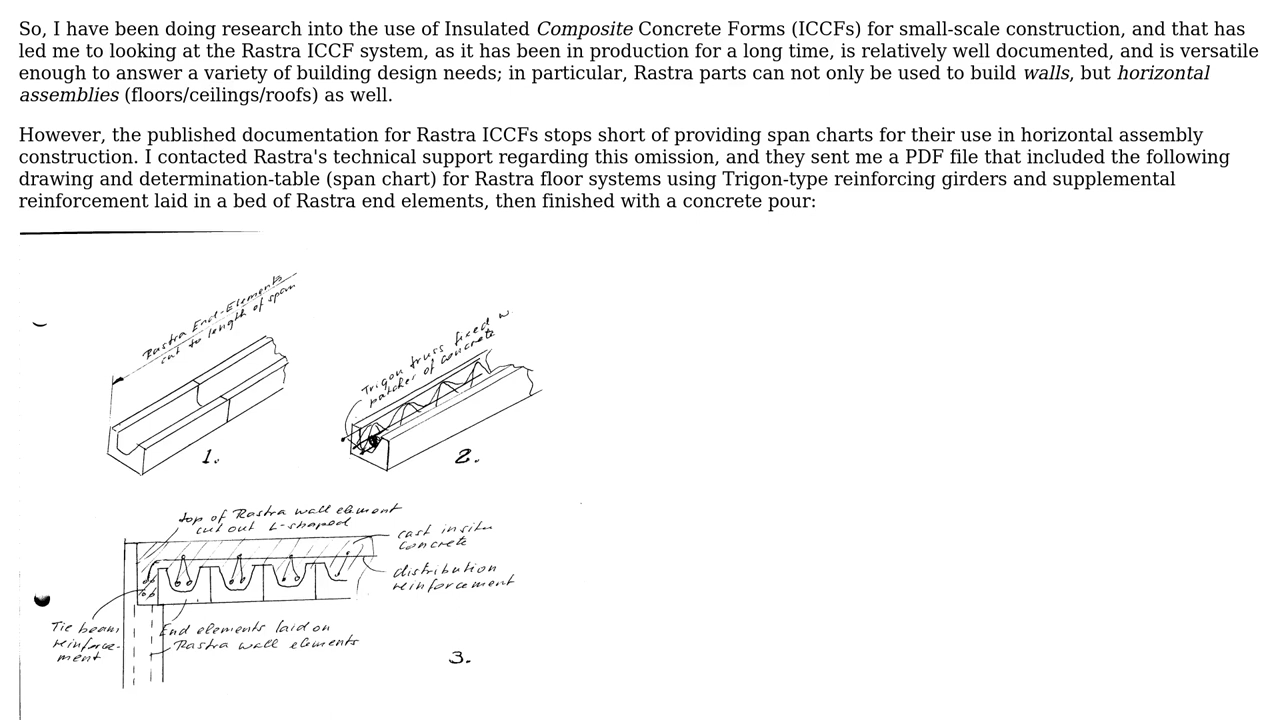 So, I have been doing research into the use of Insulated Composite Concrete Forms (ICCFs) for small-scale construction, and that has
led me to looking at the Rastra ICCF system, as it has been in production for a long time, is relatively well documented, and is versatile
enough to answer a variety of building design needs; in particular, Rastra parts can not only be used to build walls, but horizontal
assemblies (floors/ceilings/roofs) as well.
However, the published documentation for Rastra ICCFs stops short of providing span charts for their use in horizontal assembly
construction. I contacted Rastra's technical support regarding this omission, and they sent me a PDF file that included the following
drawing and determination-table (span chart) for Rastra floor systems using Trigon-type reinforcing girders and supplemental
reinforcement laid in a bed of Rastra end elements, then finished with a concrete pour:
Rastra End-Elements
cut to length of span
1.
Trigon truss fixed w.
patches of concrete
2.
top of Rastra wall element
cut out L-shaped
cast in situ
concrete
distribution
reinforcement
Tie beam
reinforce-
ment
End elements laid on
Rastra wall elements
3.